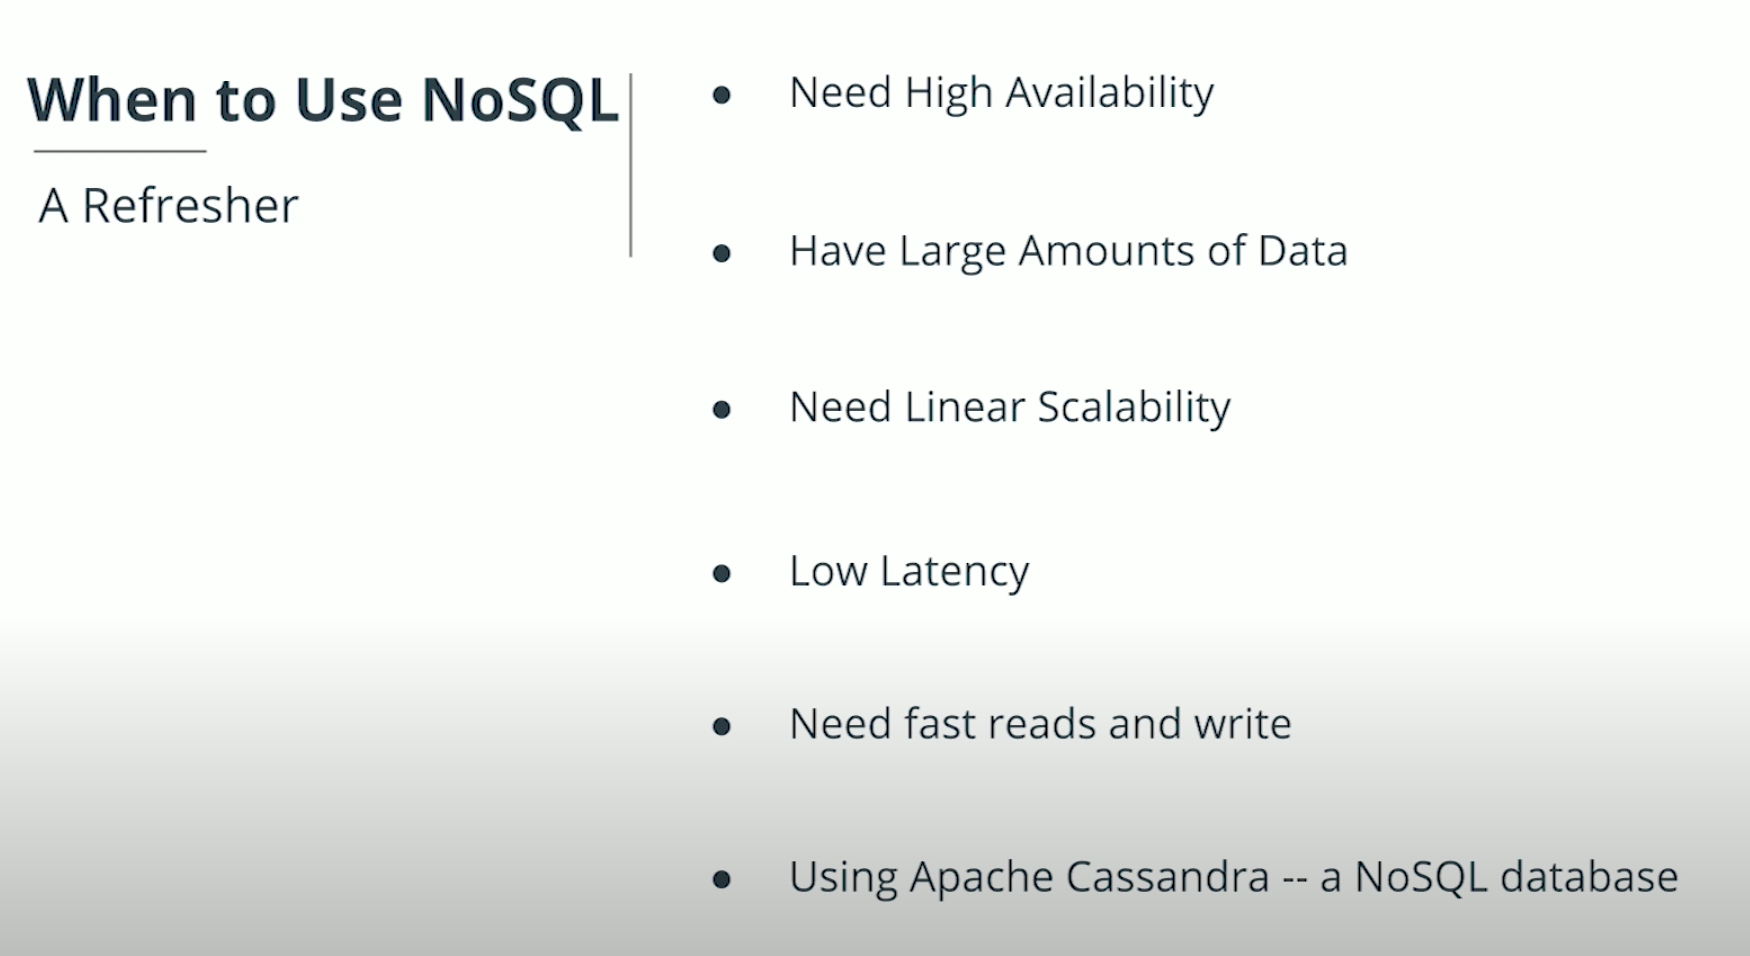 When to Use NoSQL
A Refresher
● Need High Availability
● Have Large Amounts of Data
● Need Linear Scalability
● Low Latency
● Need fast reads and write
● Using Apache Cassandra -- a NoSQL database